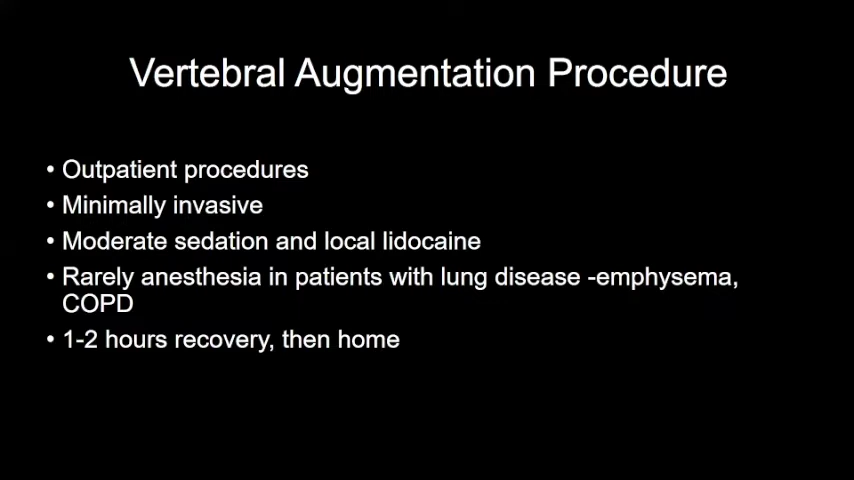 Vertebral Augmentation Procedure
• Outpatient procedures
• Minimally invasive
• Moderate sedation and local lidocaine
• Rarely anesthesia in patients with lung disease -emphysema,
COPD
• 1-2 hours recovery, then home